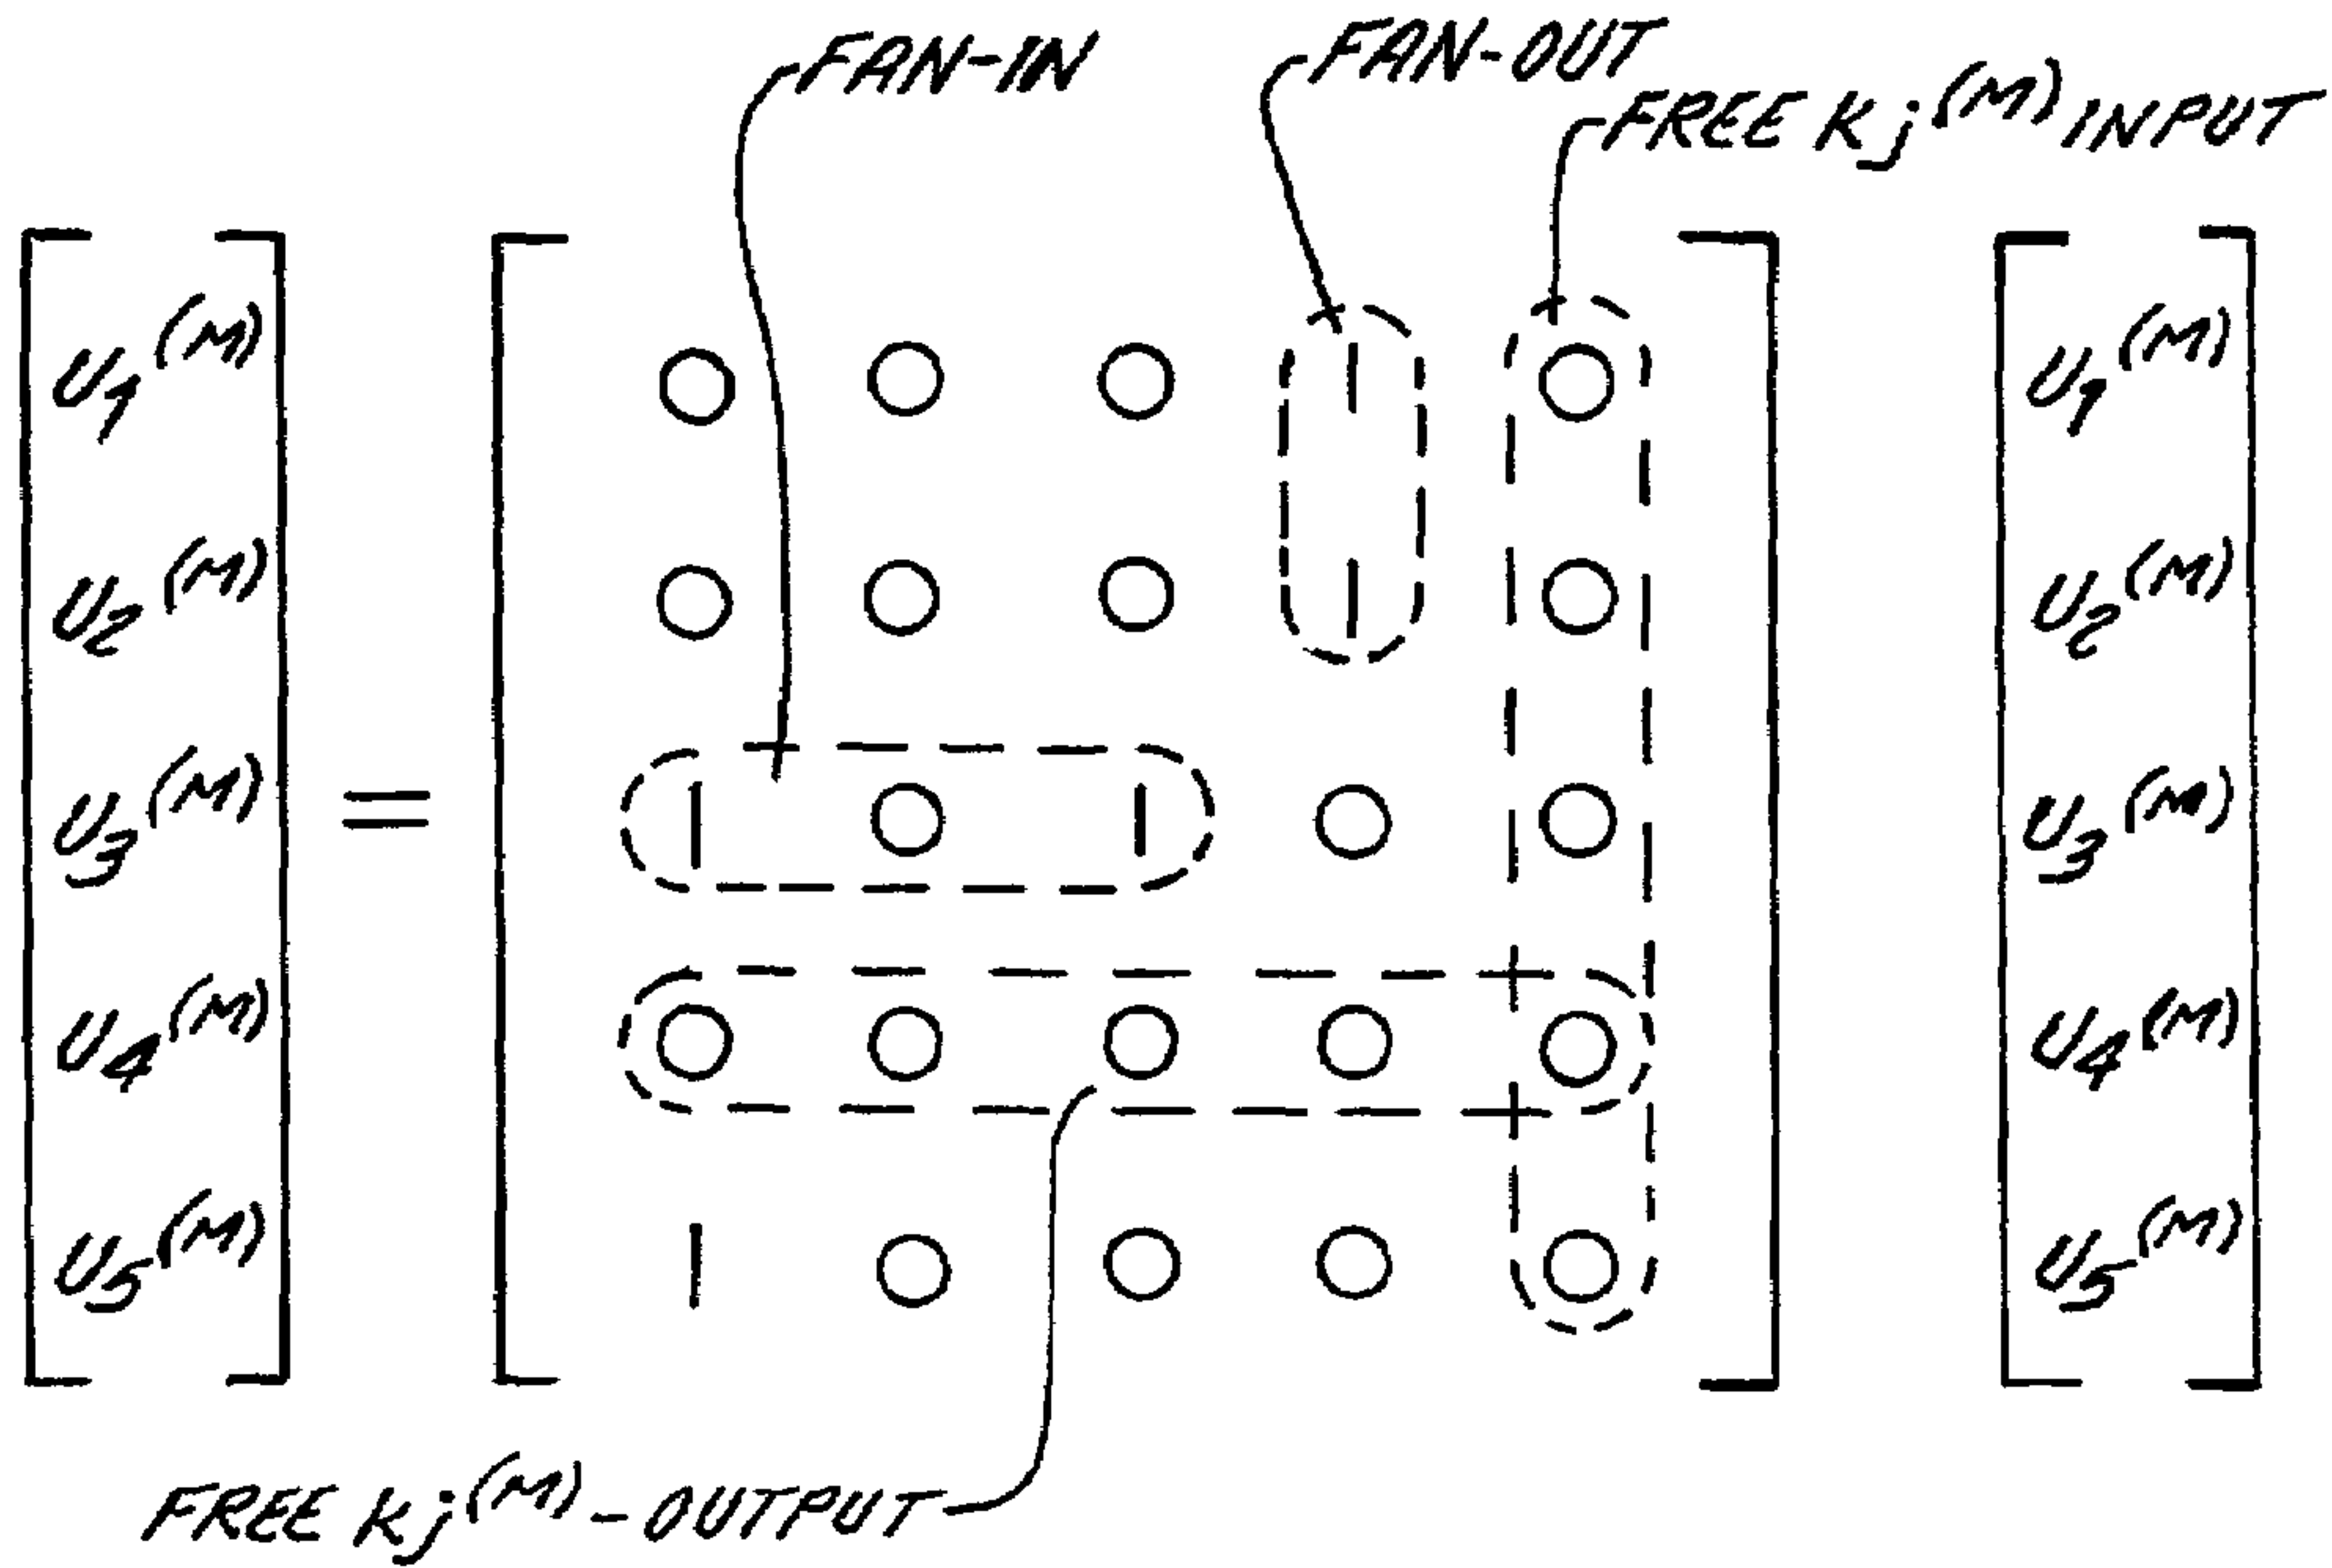 FAN-IN FAN-OUT
FREE Kj(M) INPUT
U1(M) O O O | O U1(M)
U2(M) O O O | O U2(M)
U3(M) = | O | O O U3(M)
U4(M) O O O O O U4(M)
U5(M) | O O O O U5(M)
FREE Kj(M)-OUTPUT